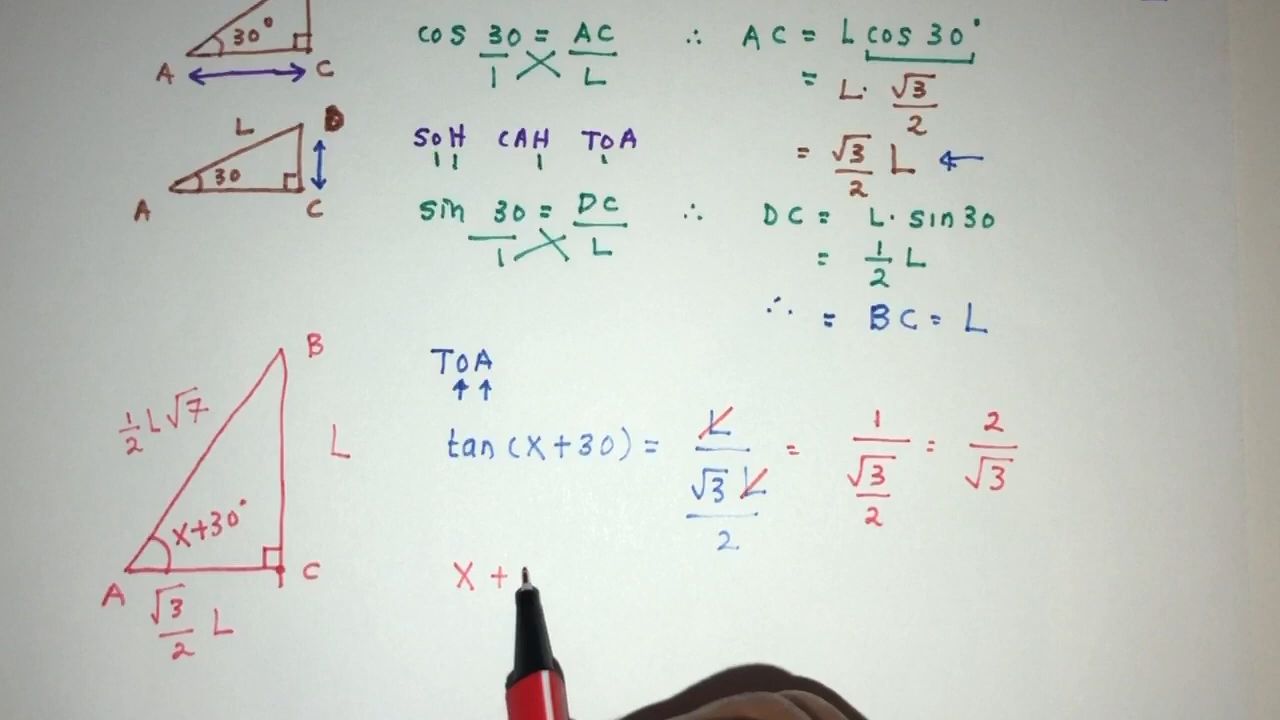 30°
A C
cos 30 = AC ∴ AC = L cos 30°
1 L
= L· √3
2
L D
30
A C
SOH CAH TOA
= √3 L ←
2
sin 30 = DC ∴ DC = L· sin 30
1 L
= 1 L
2
∴ = BC = L
B
TOA
1 L√7
2
L
tan (x+30) = L = 1 = 2
√3 L √3 √3
2 2
x+30°
A C
√3 L
2
x +